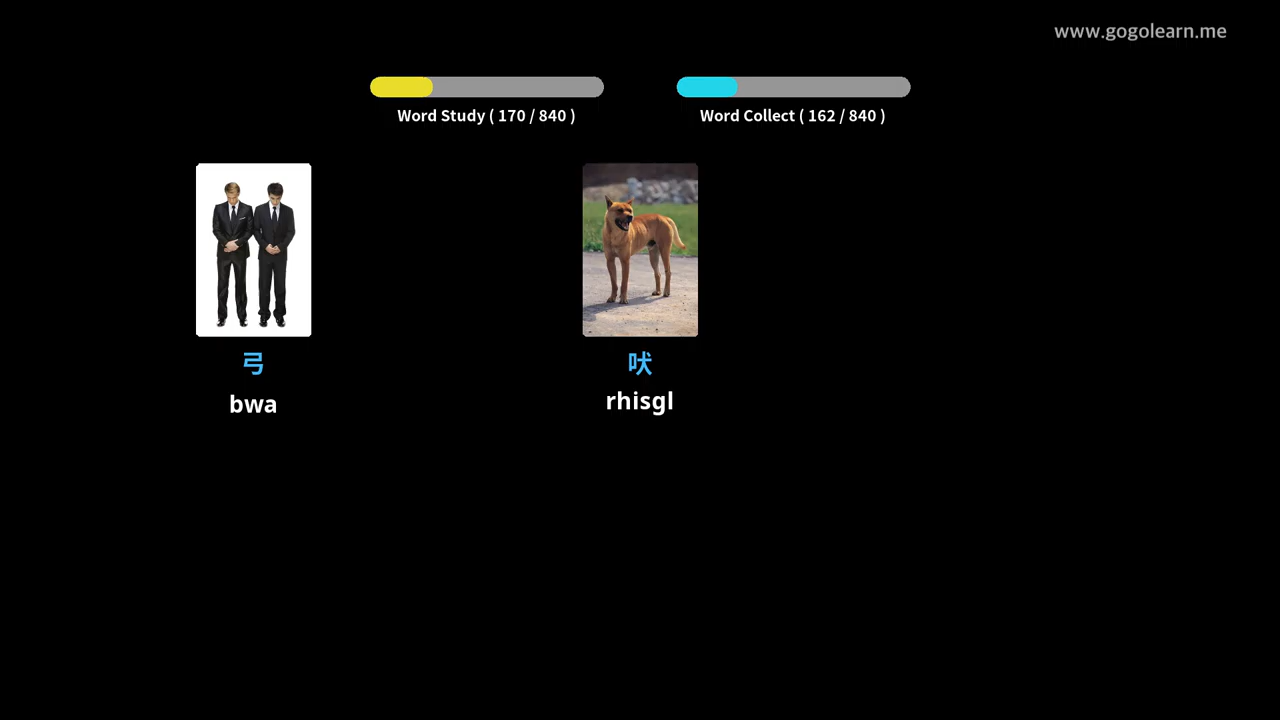 www.gogolearn.me
Word Study ( 170 / 840 )
Word Collect ( 162 / 840 )
弓
bwa
吠
rhisgl